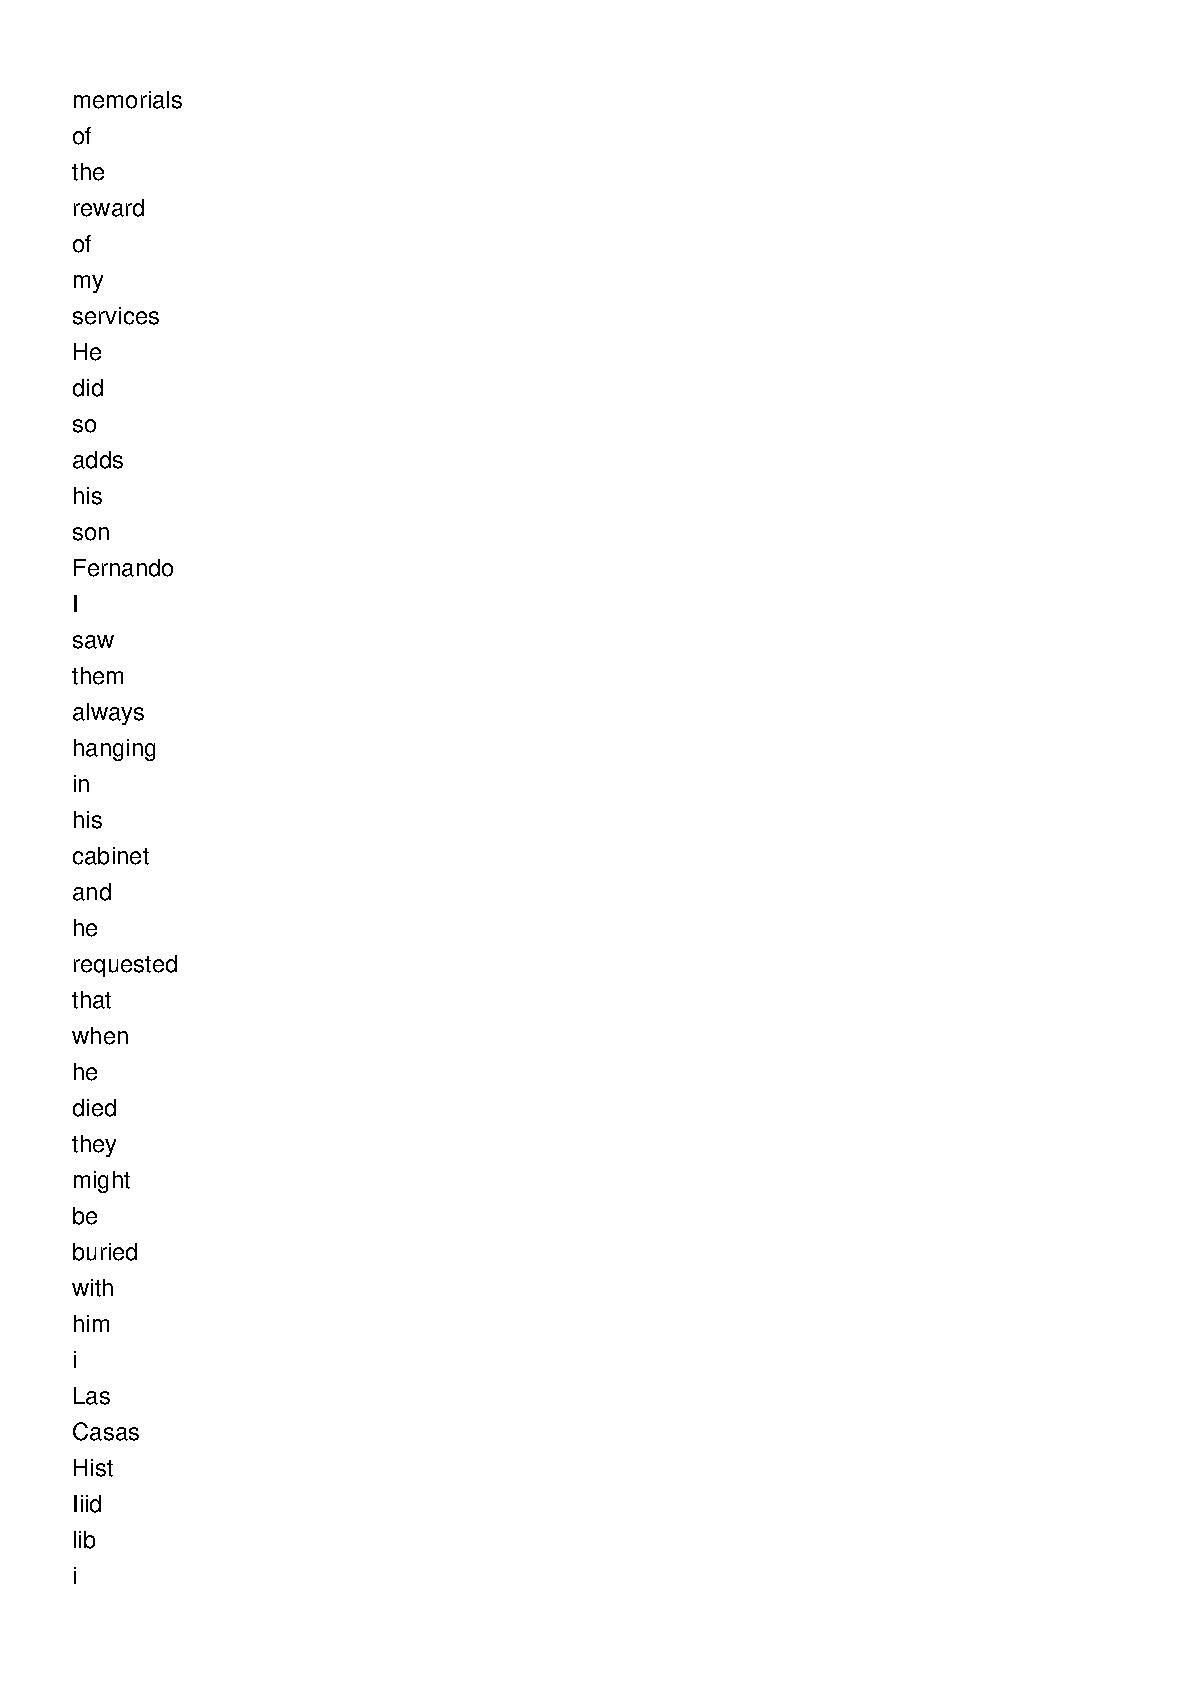 memorials
of
the
reward
of
my
services
He
did
so
adds
his
son
Fernando
I
saw
them
always
hanging
in
his
cabinet
and
he
requested
that
when
he
died
they
might
be
buried
with
him
i
Las
Casas
Hist
Iiid
lib
i